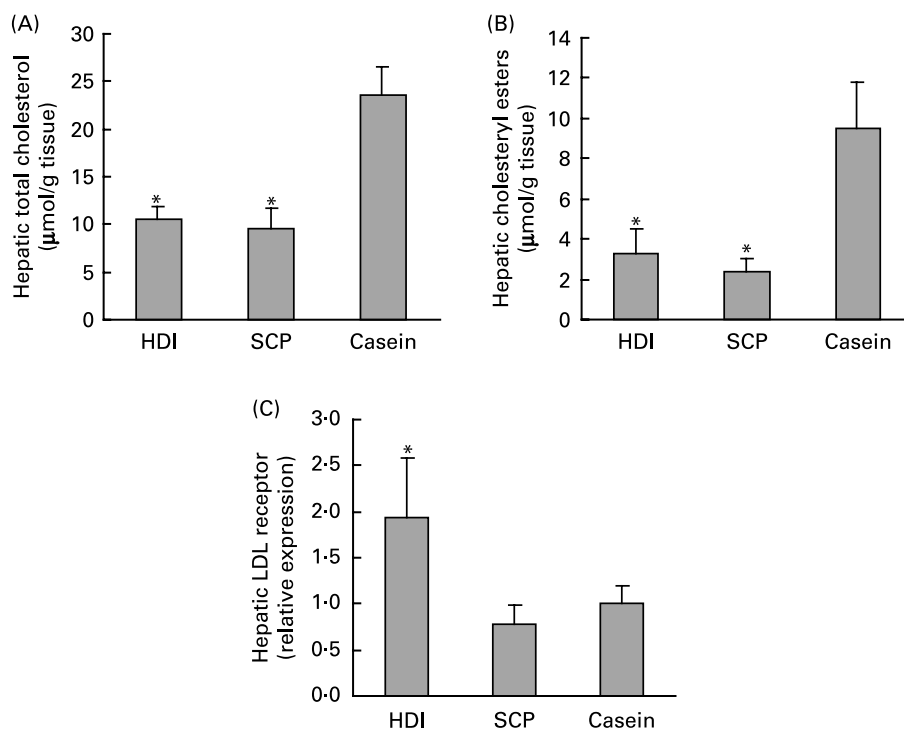 (A)
Hepatic total cholesterol
(μmol/g tissue)
30
25
20
15
10
5
0
*
*
HDI
SCP
Casein
(B)
Hepatic cholesteryl esters
(μmol/g tissue)
14
12
10
8
6
4
2
0
*
*
HDI
SCP
Casein
(C)
Hepatic LDL receptor
(relative expression)
3·0
2·5
2·0
1·5
1·0
0·5
0·0
*
HDI
SCP
Casein